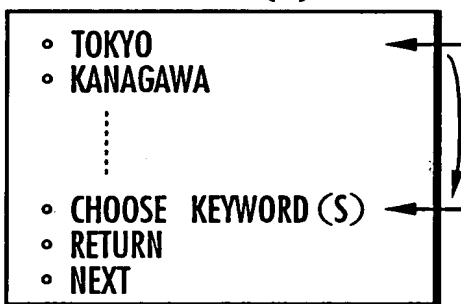 ∘ TOKYO
∘ KANAGAWA
∘ CHOOSE KEYWORD(S)
∘ RETURN
∘ NEXT